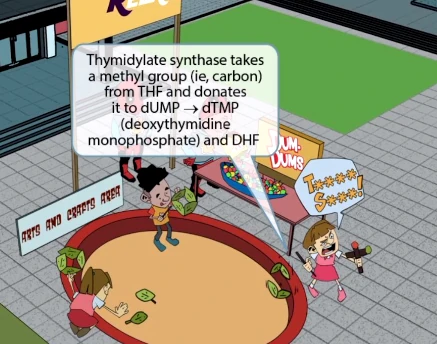 Thymidylate synthase takes
a methyl group (ie, carbon)
from THF and donates
it to dUMP → dTMP
(deoxythymidine
monophosphate) and DHF
DUM-
DUMS
T****
S****!
ARTS AND CRAFTS AREA